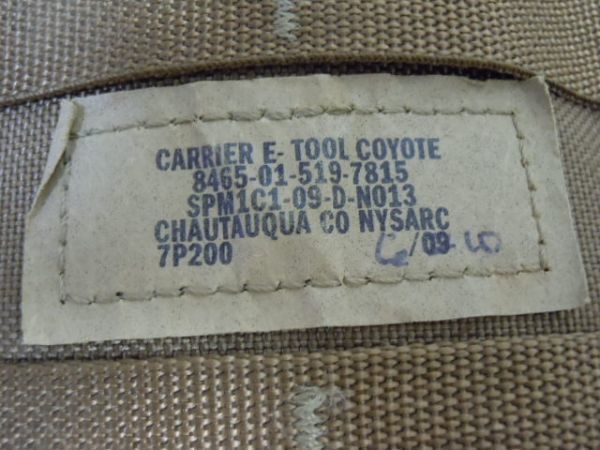 CARRIER E- TOOL COYOTE
8465-01-519-7815
SPM1C1-09-D-N013
CHAUTAUQUA CO NYSARC
7P200 6/09